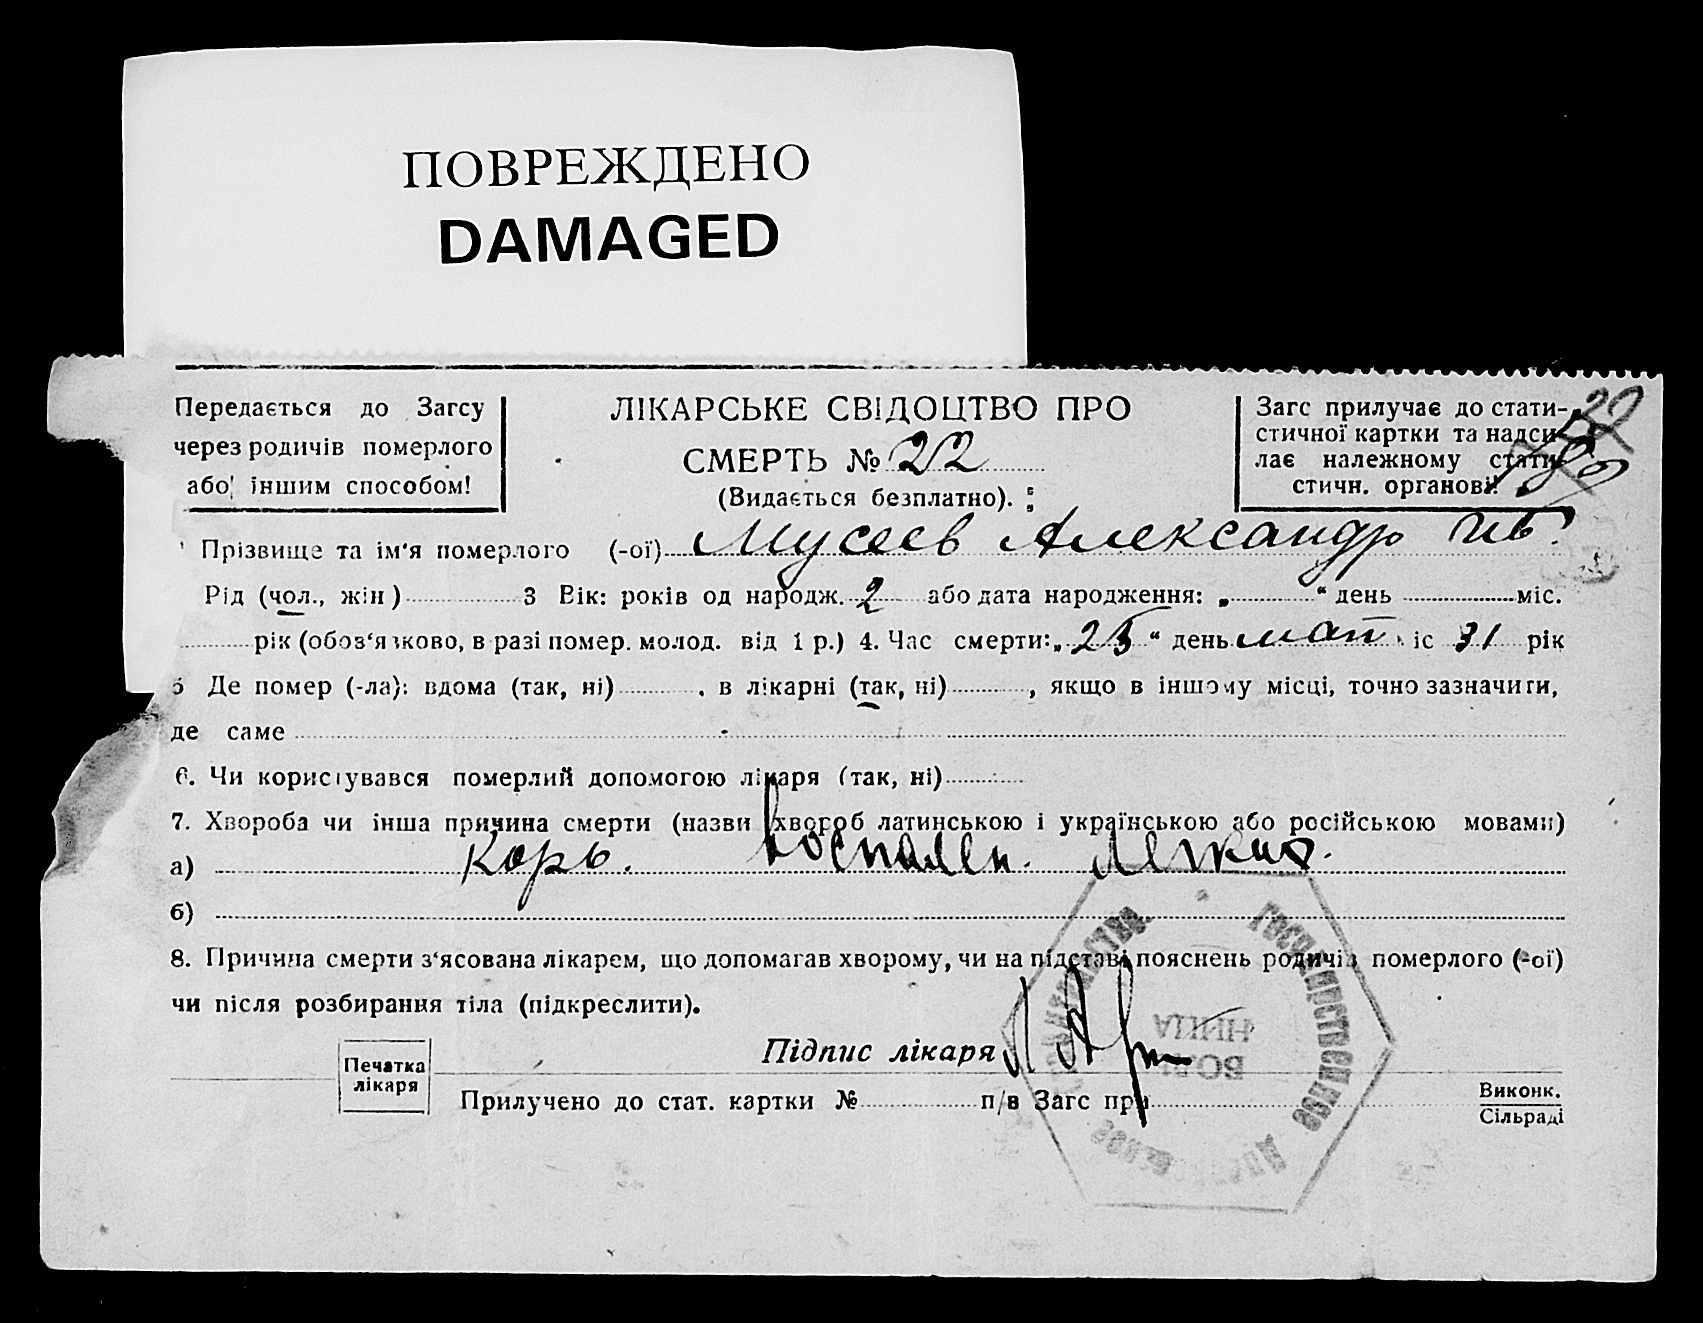 ПОВРЕЖДЕНО
DAMAGED
Передається до Загсу
через родичів померлого
або іншим способом!
ЛІКАРСЬКЕ СВІДОЦТВО ПРО
СМЕРТЬ № 22
(Видається безплатно).
Загс прилучає до стати-
стичної картки та надси-
лає належному стати-
стичн. органові!
22
Прізвище та ім'я померлого (-ої) Мусеев Александр Ив.
Рід (чол., жін) 3 Вік: років од народж. 2 або дата народження: „ “ день міс.
рік (обов'язково, в разі помер. молод. від 1 р.) 4. Час смерти: „25“ день мая іс 31 рік
5 Де помер (-ла): вдома (так, ні) , в лікарні (так, ні) , якщо в іншому місці, точно зазначити,
де саме
6. Чи користувався померлий допомогою лікаря (так, ні)
7. Хвороба чи інша причина смерти (назви хвороб латинською і українською або російською мовами)
а) Корь. Воспален. легких.
б)
8. Причина смерти з'ясована лікарем, що допомагав хворому, чи на підставі пояснень родичів померлого (-ої)
чи після розбирання тіла (підкреслити).
Підпис лікаря
Печатка
лікаря
Прилучено до стат. картки № п/в Загс при
Виконк.
Сільраді